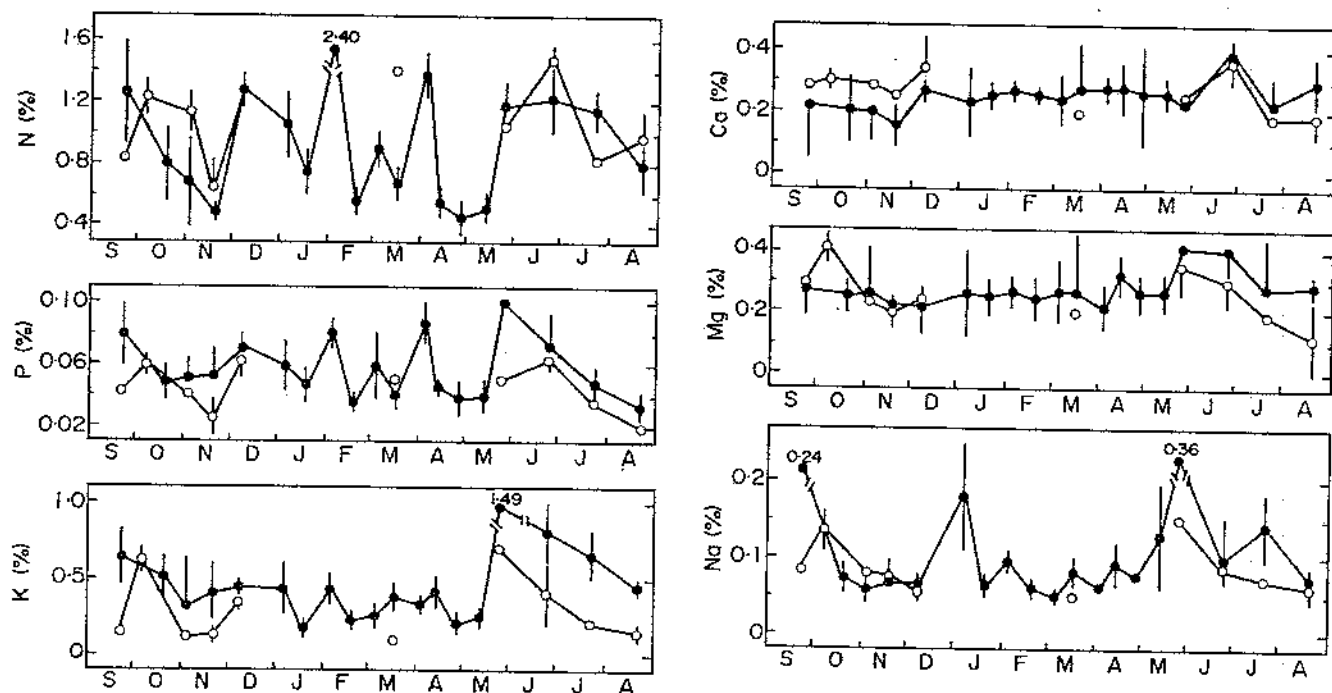 N (%)
1·6
1·2
0·8
0·4
2·40
S O N D J F M A M J J A
P (%)
0·10
0·06
0·02
S O N D J F M A M J J A
K (%)
1·0
0·5
0
1·49
S O N D J F M A M J J A
Ca (%)
0·4
0·2
0
S O N D J F M A M J J A
Mg (%)
0·4
0·2
0
S O N D J F M A M J J A
Na (%)
0·2
0·1
0
0·24
0·36
S O N D J F M A M J J A